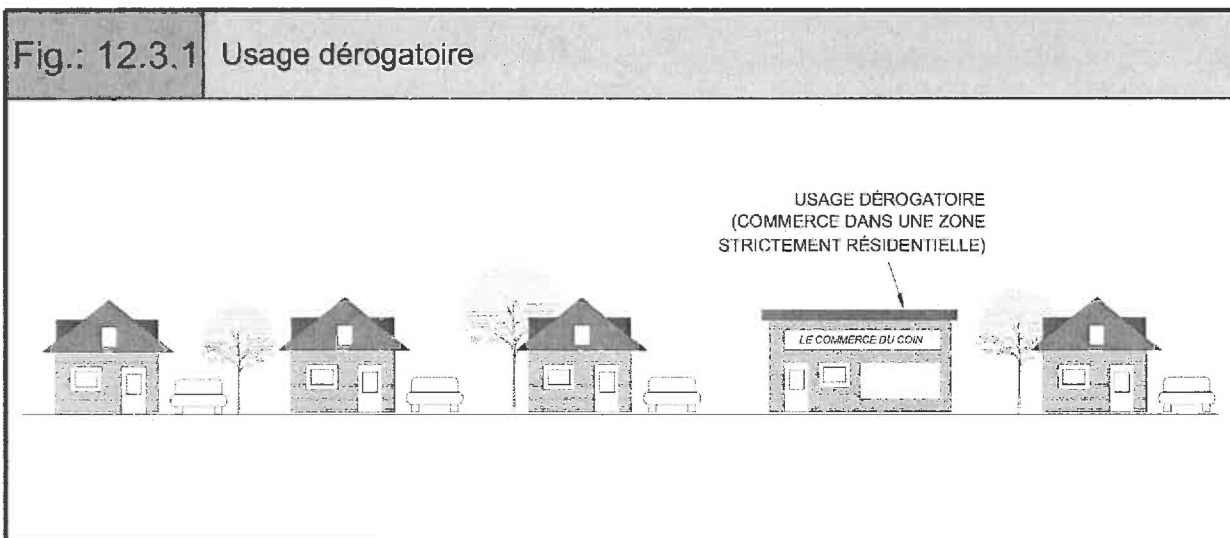 Fig.: 12.3.1 Usage dérogatoire
USAGE DÉROGATOIRE
(COMMERCE DANS UNE ZONE
STRICTEMENT RÉSIDENTIELLE)
LE COMMERCE DU COIN